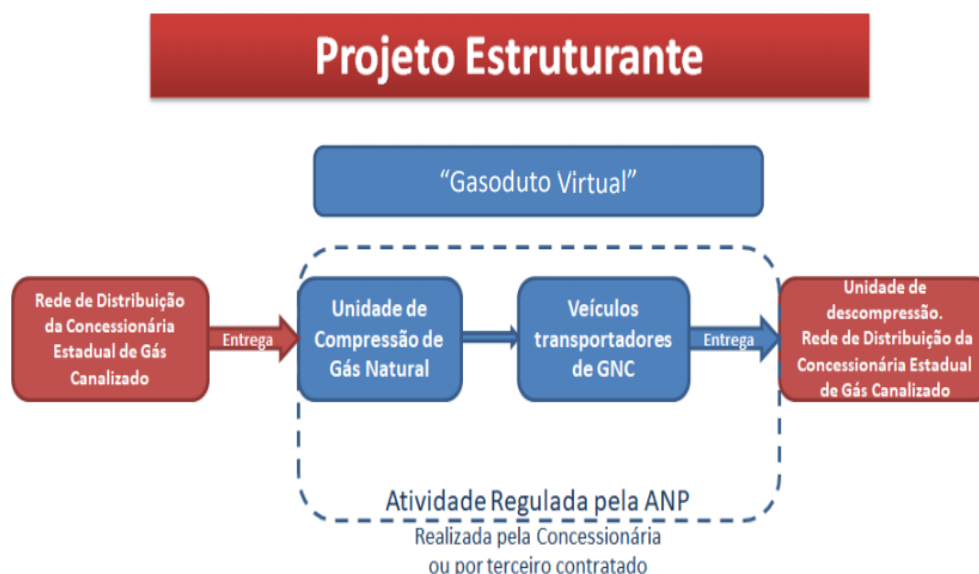 Projeto Estruturante
“Gasoduto Virtual”
Rede de Distribuição
da Concessionária
Estadual de Gás
Canalizado
Entrega
Unidade de
Compressão de
Gás Natural
Veículos
transportadores
de GNC
Entrega
Unidade de
descompressão.
Rede de Distribuição da
Concessionária Estadual
de Gás Canalizado
Atividade Regulada pela ANP
Realizada pela Concessionária
ou por terceiro contratado